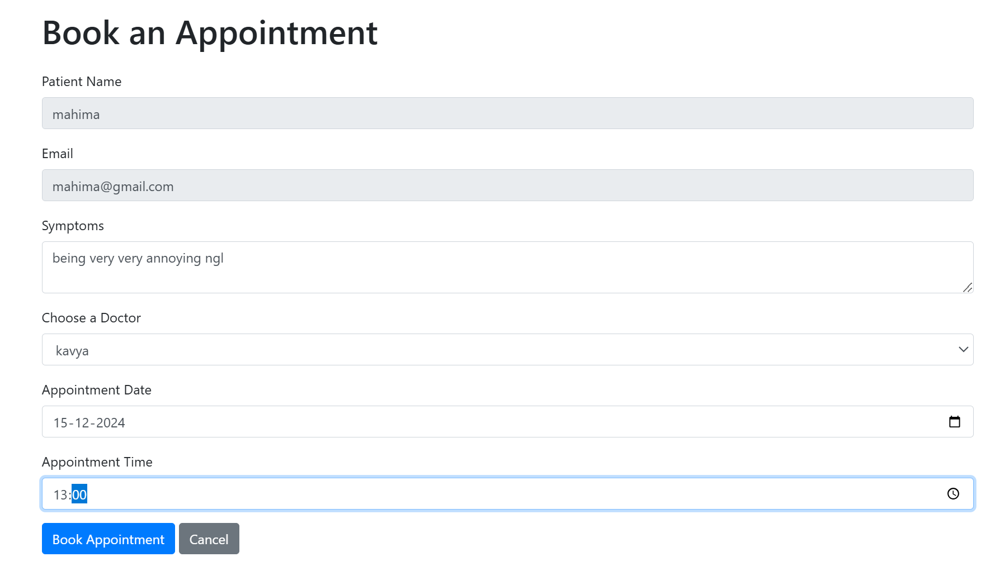 Book an Appointment
Patient Name
mahima
Email
mahima@gmail.com
Symptoms
being very very annoying ngl
Choose a Doctor
kavya
Appointment Date
15-12-2024
Appointment Time
13:00
Book Appointment Cancel